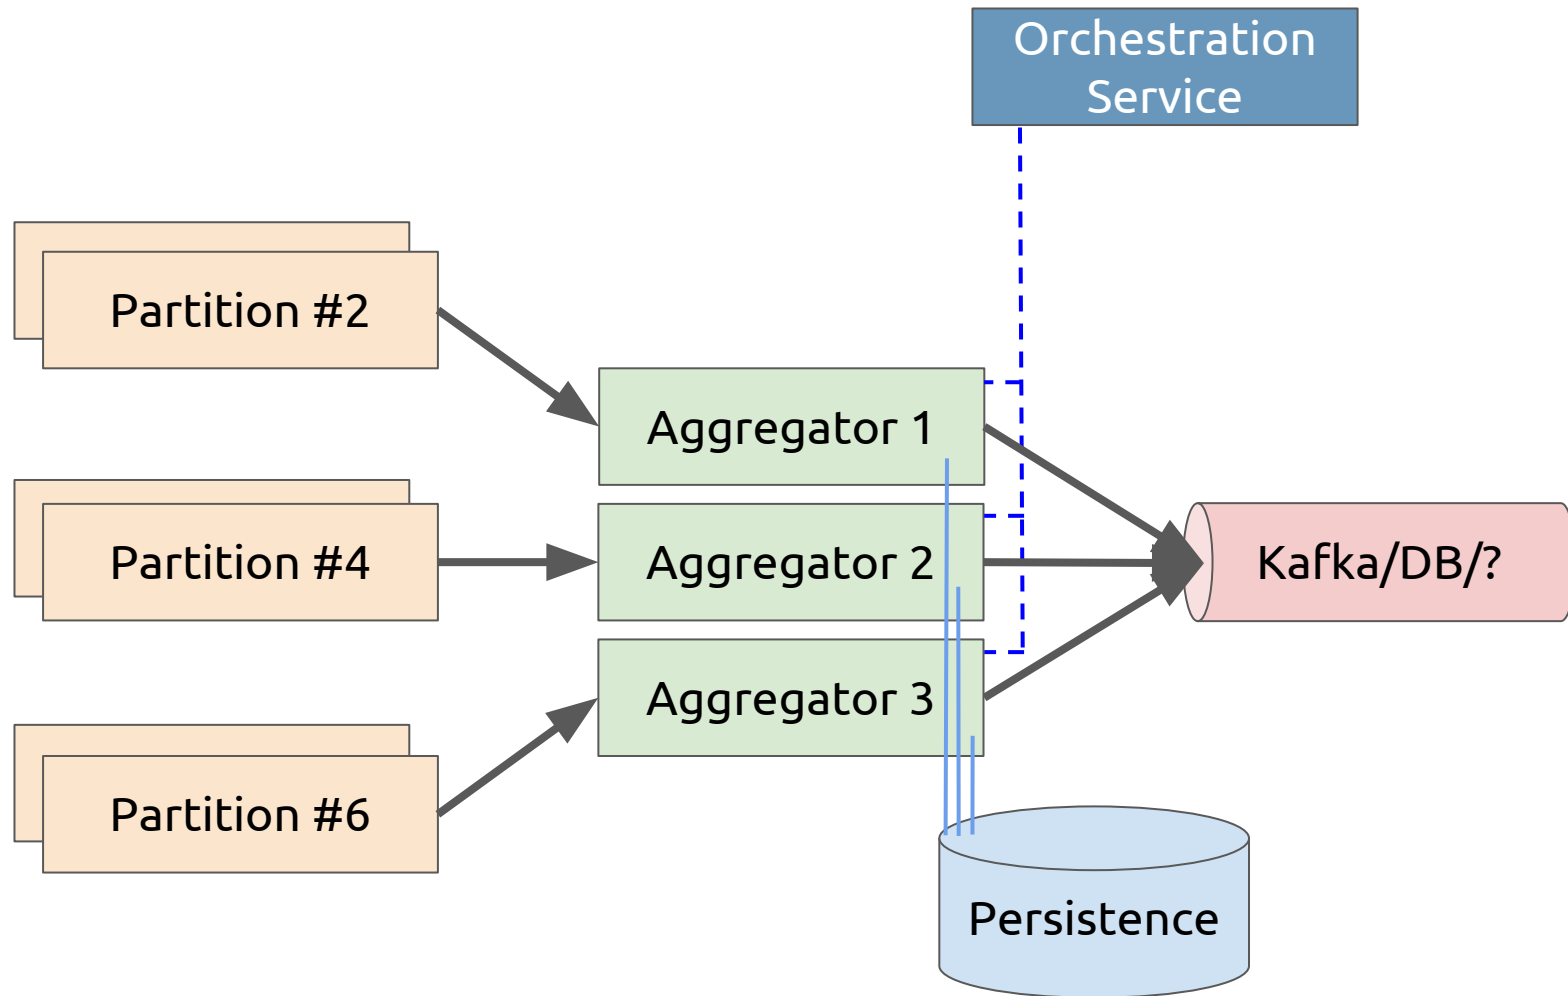 Orchestration
Service
Partition #2
Aggregator 1
Partition #4
Aggregator 2
Kafka/DB/?
Aggregator 3
Partition #6
Persistence